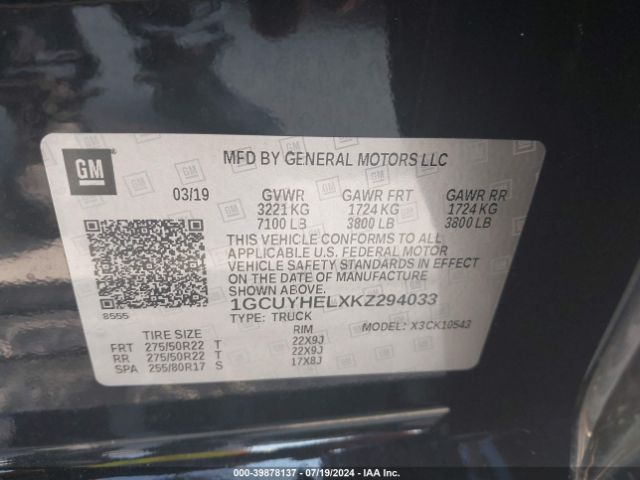 GM
MFD BY GENERAL MOTORS LLC
03/19 GVWR GAWR FRT GAWR RR
3221 KG 1724 KG 1724 KG
7100 LB 3800 LB 3800 LB
THIS VEHICLE CONFORMS TO ALL
APPLICABLE U.S. FEDERAL MOTOR
VEHICLE SAFETY STANDARDS IN EFFECT
ON THE DATE OF MANUFACTURE
SHOWN ABOVE.
1GCUYHELXKZ294033
8555
TYPE: TRUCK MODEL: X3CK10543
TIRE SIZE RIM
FRT 275/50R22 T 22X9J
RR 275/50R22 T 22X9J
SPA 255/80R17 S 17X8J
000-39878137 - 07/19/2024 - IAA Inc.